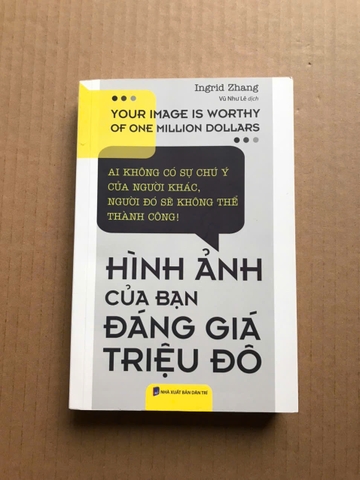 Ingrid Zhang
Vũ Như Lê dịch
YOUR IMAGE IS WORTHY
OF ONE MILLION DOLLARS
AI KHÔNG CÓ SỰ CHÚ Ý
CỦA NGƯỜI KHÁC,
NGƯỜI ĐÓ SẼ KHÔNG THỂ
THÀNH CÔNG!
HÌNH ẢNH
CỦA BẠN
ĐÁNG GIÁ
TRIỆU ĐÔ
NHÀ XUẤT BẢN DÂN TRÍ